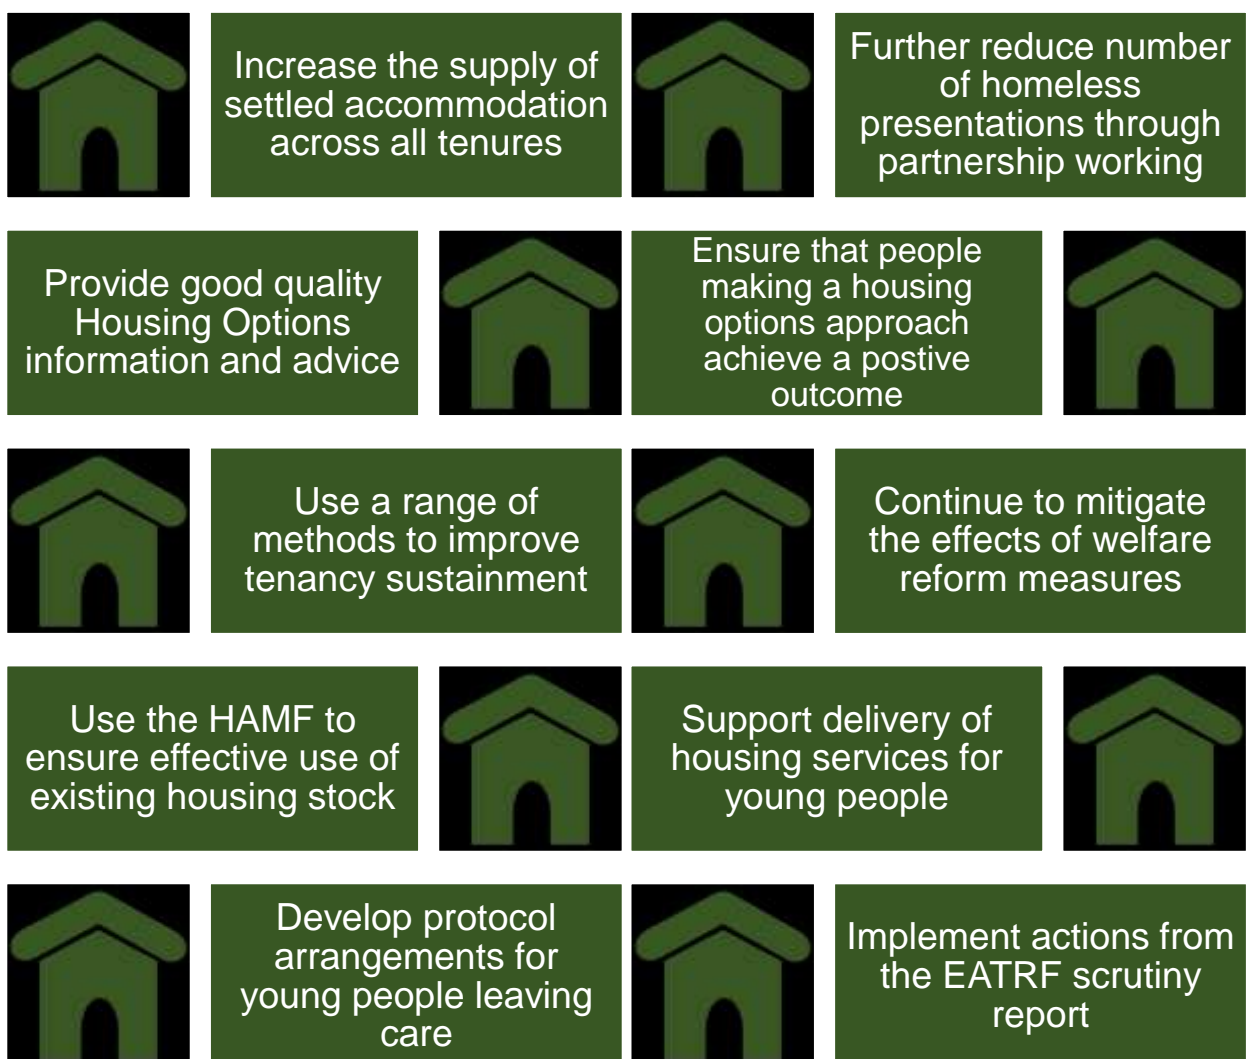 Increase the supply of
settled accommodation
across all tenures
Further reduce number
of homeless
presentations through
partnership working
Provide good quality
Housing Options
information and advice
Ensure that people
making a housing
options approach
achieve a postive
outcome
Use a range of
methods to improve
tenancy sustainment
Continue to mitigate
the effects of welfare
reform measures
Use the HAMF to
ensure effective use of
existing housing stock
Support delivery of
housing services for
young people
Develop protocol
arrangements for
young people leaving
care
Implement actions from
the EATRF scrutiny
report